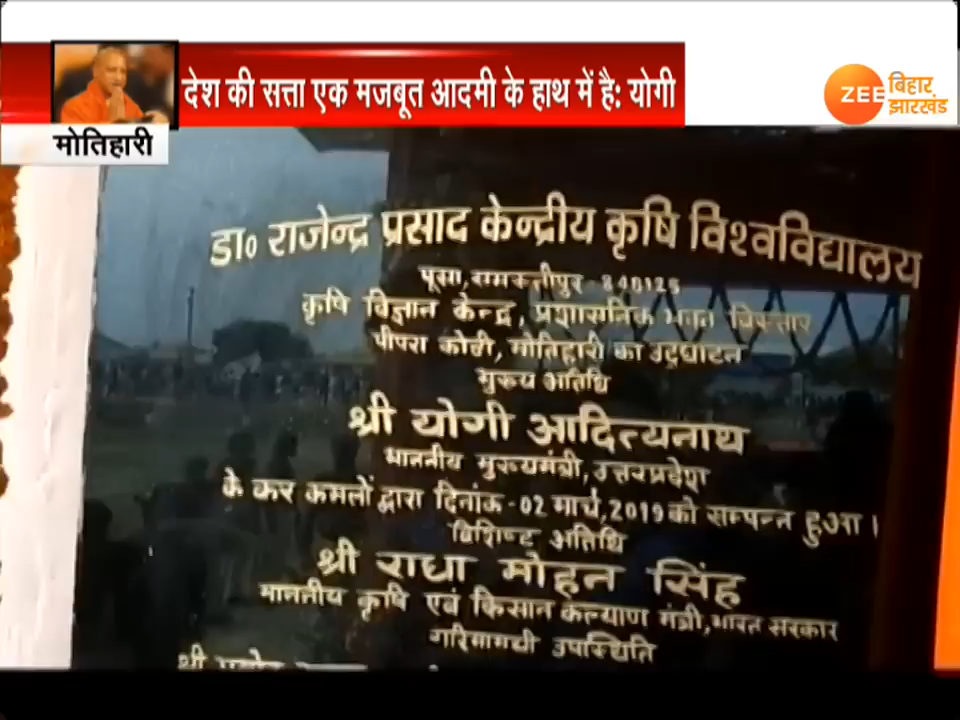 देश की सत्ता एक मजबूत आदमी के हाथ में है: योगी
ZEE बिहार झारखंड
मोतिहारी
डा० राजेन्द्र प्रसाद केन्द्रीय कृषि विश्वविद्यालय
पूसा, समस्तीपुर - 848125
कृषि विज्ञान केन्द्र, प्रशासनिक भवन विस्तार
पीपरा कोठी, मोतिहारी का उद्घाटन
मुख्य अतिथि
श्री योगी आदित्यनाथ
माननीय मुख्यमंत्री, उत्तरप्रदेश
के कर कमलों द्वारा दिनांक - 02 मार्च, 2019 को सम्पन्न हुआ।
विशिष्ट अतिथि
श्री राधा मोहन सिंह
माननीय कृषि एवं किसान कल्याण मंत्री, भारत सरकार
गरिमामयी उपस्थिति
श्री